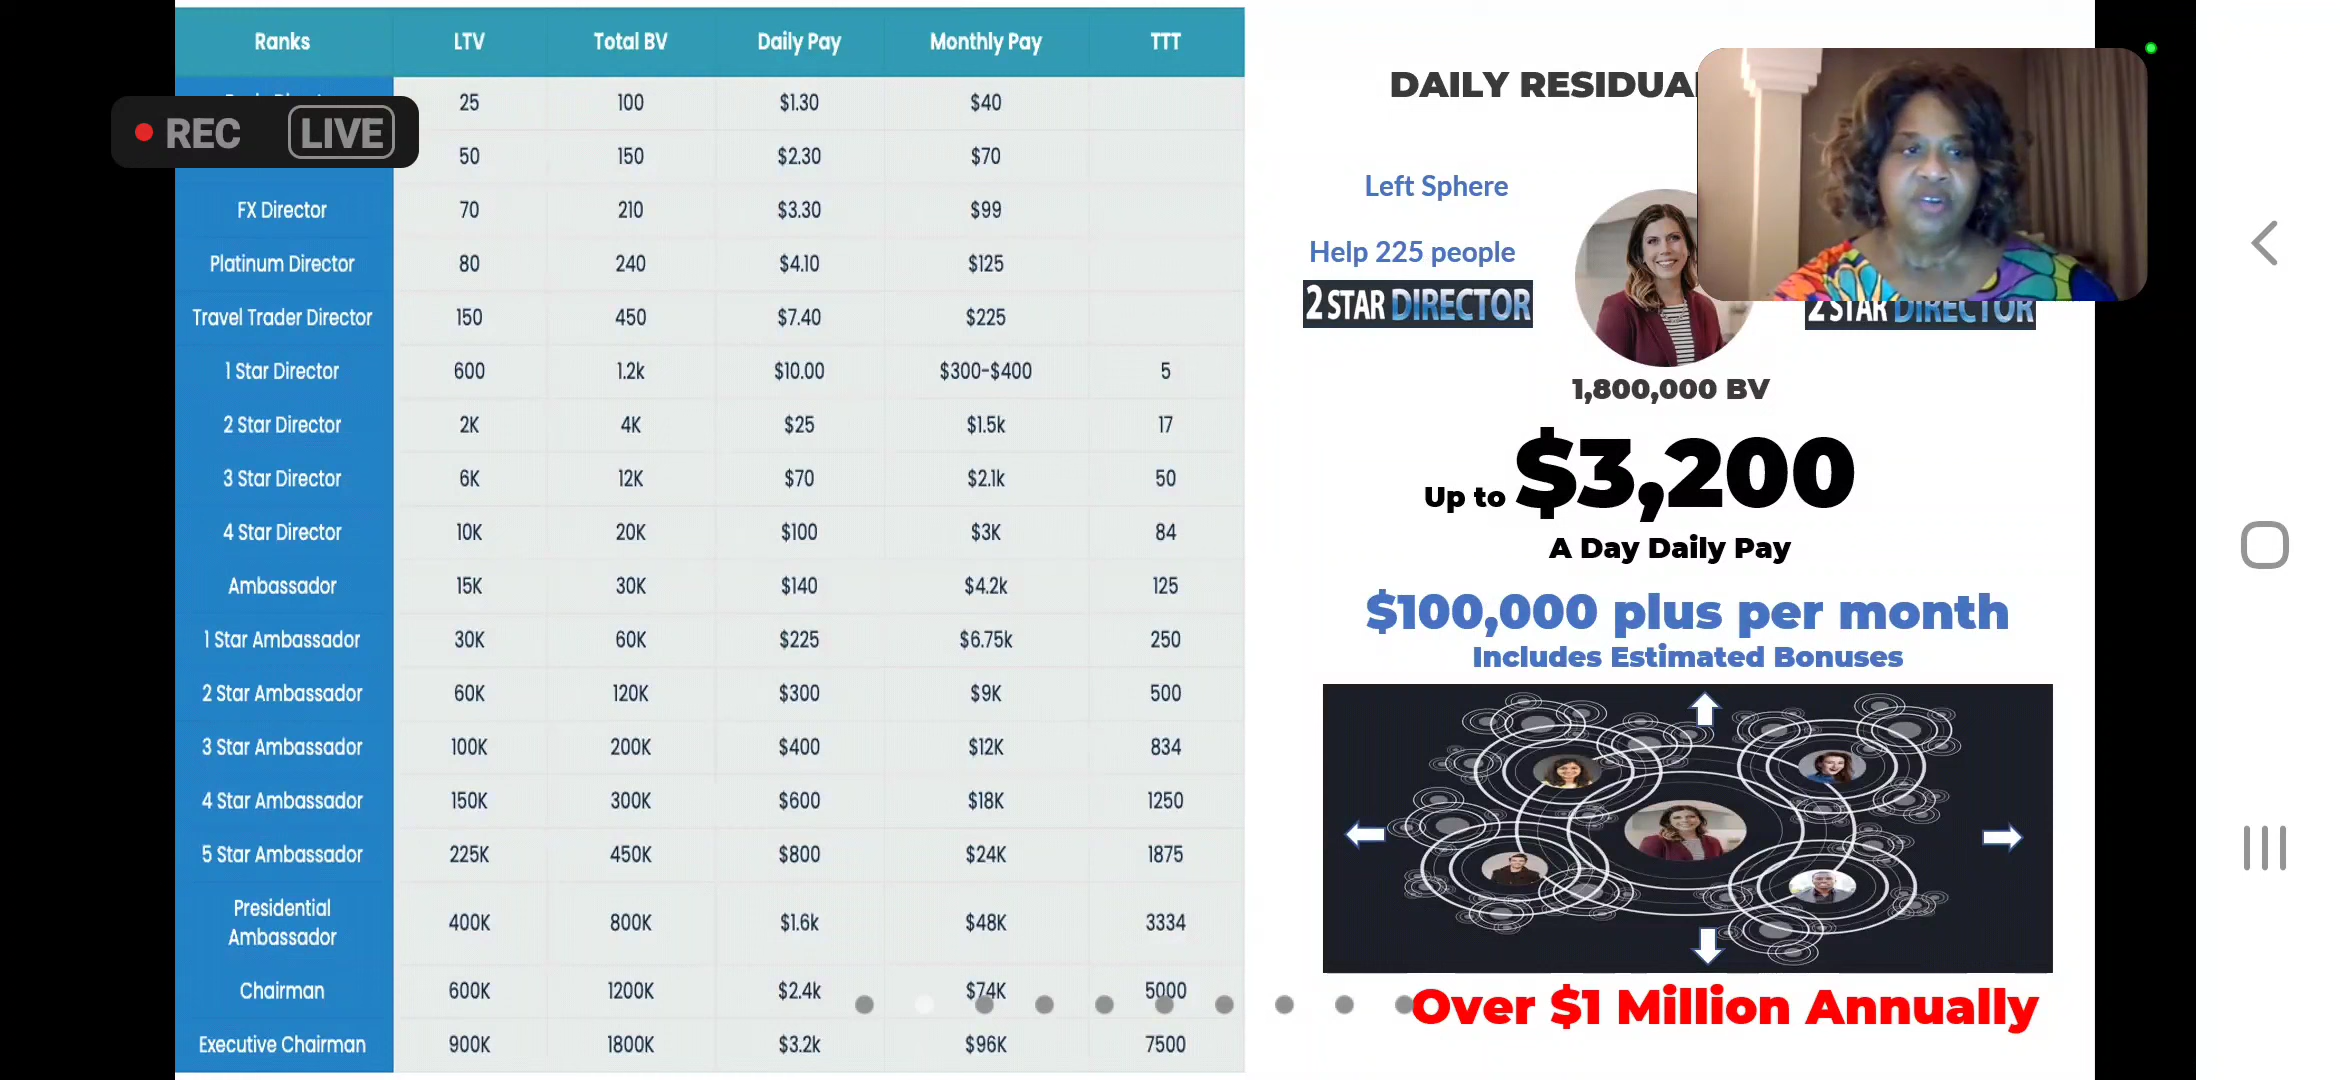 Ranks LTV Total BV Daily Pay Monthly Pay TTT
25 100 $1.30 $40
REC LIVE
50 150 $2.30 $70
FX Director 70 210 $3.30 $99
Platinum Director 80 240 $4.10 $125
Travel Trader Director 150 450 $7.40 $225
1 Star Director 600 1.2k $10.00 $300-$400 5
2 Star Director 2K 4K $25 $1.5k 17
3 Star Director 6K 12K $70 $2.1k 50
4 Star Director 10K 20K $100 $3K 84
Ambassador 15K 30K $140 $4.2k 125
1 Star Ambassador 30K 60K $225 $6.75k 250
2 Star Ambassador 60K 120K $300 $9K 500
3 Star Ambassador 100K 200K $400 $12K 834
4 Star Ambassador 150K 300K $600 $18K 1250
5 Star Ambassador 225K 450K $800 $24K 1875
Presidential
Ambassador 400K 800K $1.6k $48K 3334
Chairman 600K 1200K $2.4k $74K 5000
Executive Chairman 900K 1800K $3.2k $96K 7500
DAILY
Left Sphere
Help 225 people
2 STAR DIRECTOR
2 STAR DIRECTOR
1,800,000 BV
Up to $3,200
A Day Daily Pay
$100,000 plus per month
Includes Estimated Bonuses
Over $1 Million Annually